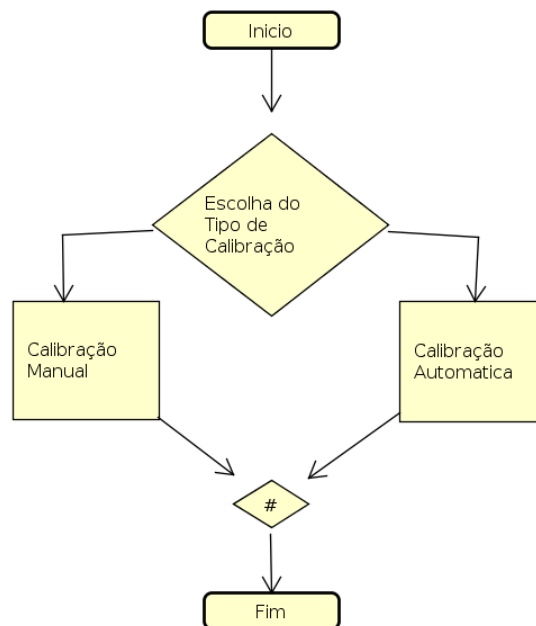 Inicio
Escolha do
Tipo de
Calibração
Calibração
Manual
Calibração
Automatica
#
Fim